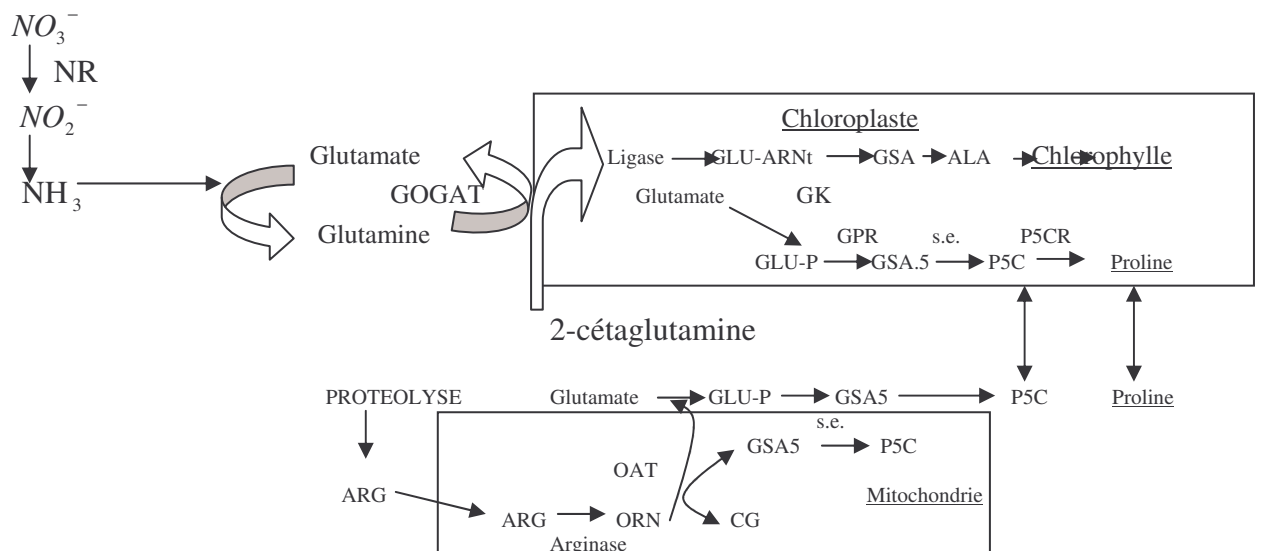 NO₃⁻
NR
NO₂⁻
NH₃
Glutamate
GOGAT
Glutamine
Chloroplaste
Ligase GLU-ARNt GSA ALA Chlorophylle
Glutamate GK
GPR s.e. P5CR
GLU-P GSA.5 P5C Proline
2-cétaglutamine
PROTEOLYSE Glutamate GLU-P GSA5 P5C Proline
s.e.
GSA5 P5C
OAT
ARG Mitochondrie
ARG ORN CG
Arginase